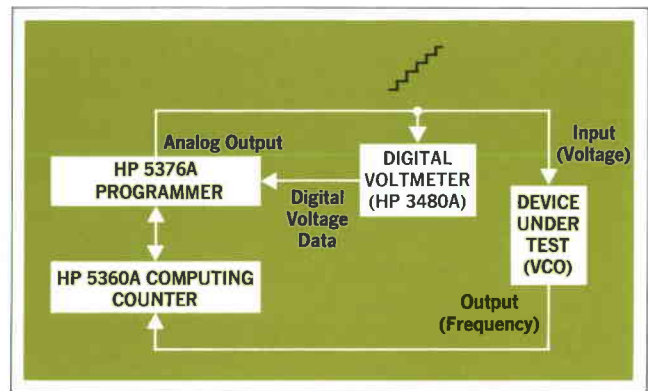 Analog Output
HP 5376A
PROGRAMMER
Digital
Voltage
Data
DIGITAL
VOLTMETER
(HP 3480A)
Input
(Voltage)
DEVICE
UNDER
TEST
(VCO)
HP 5360A COMPUTING
COUNTER
Output
(Frequency)